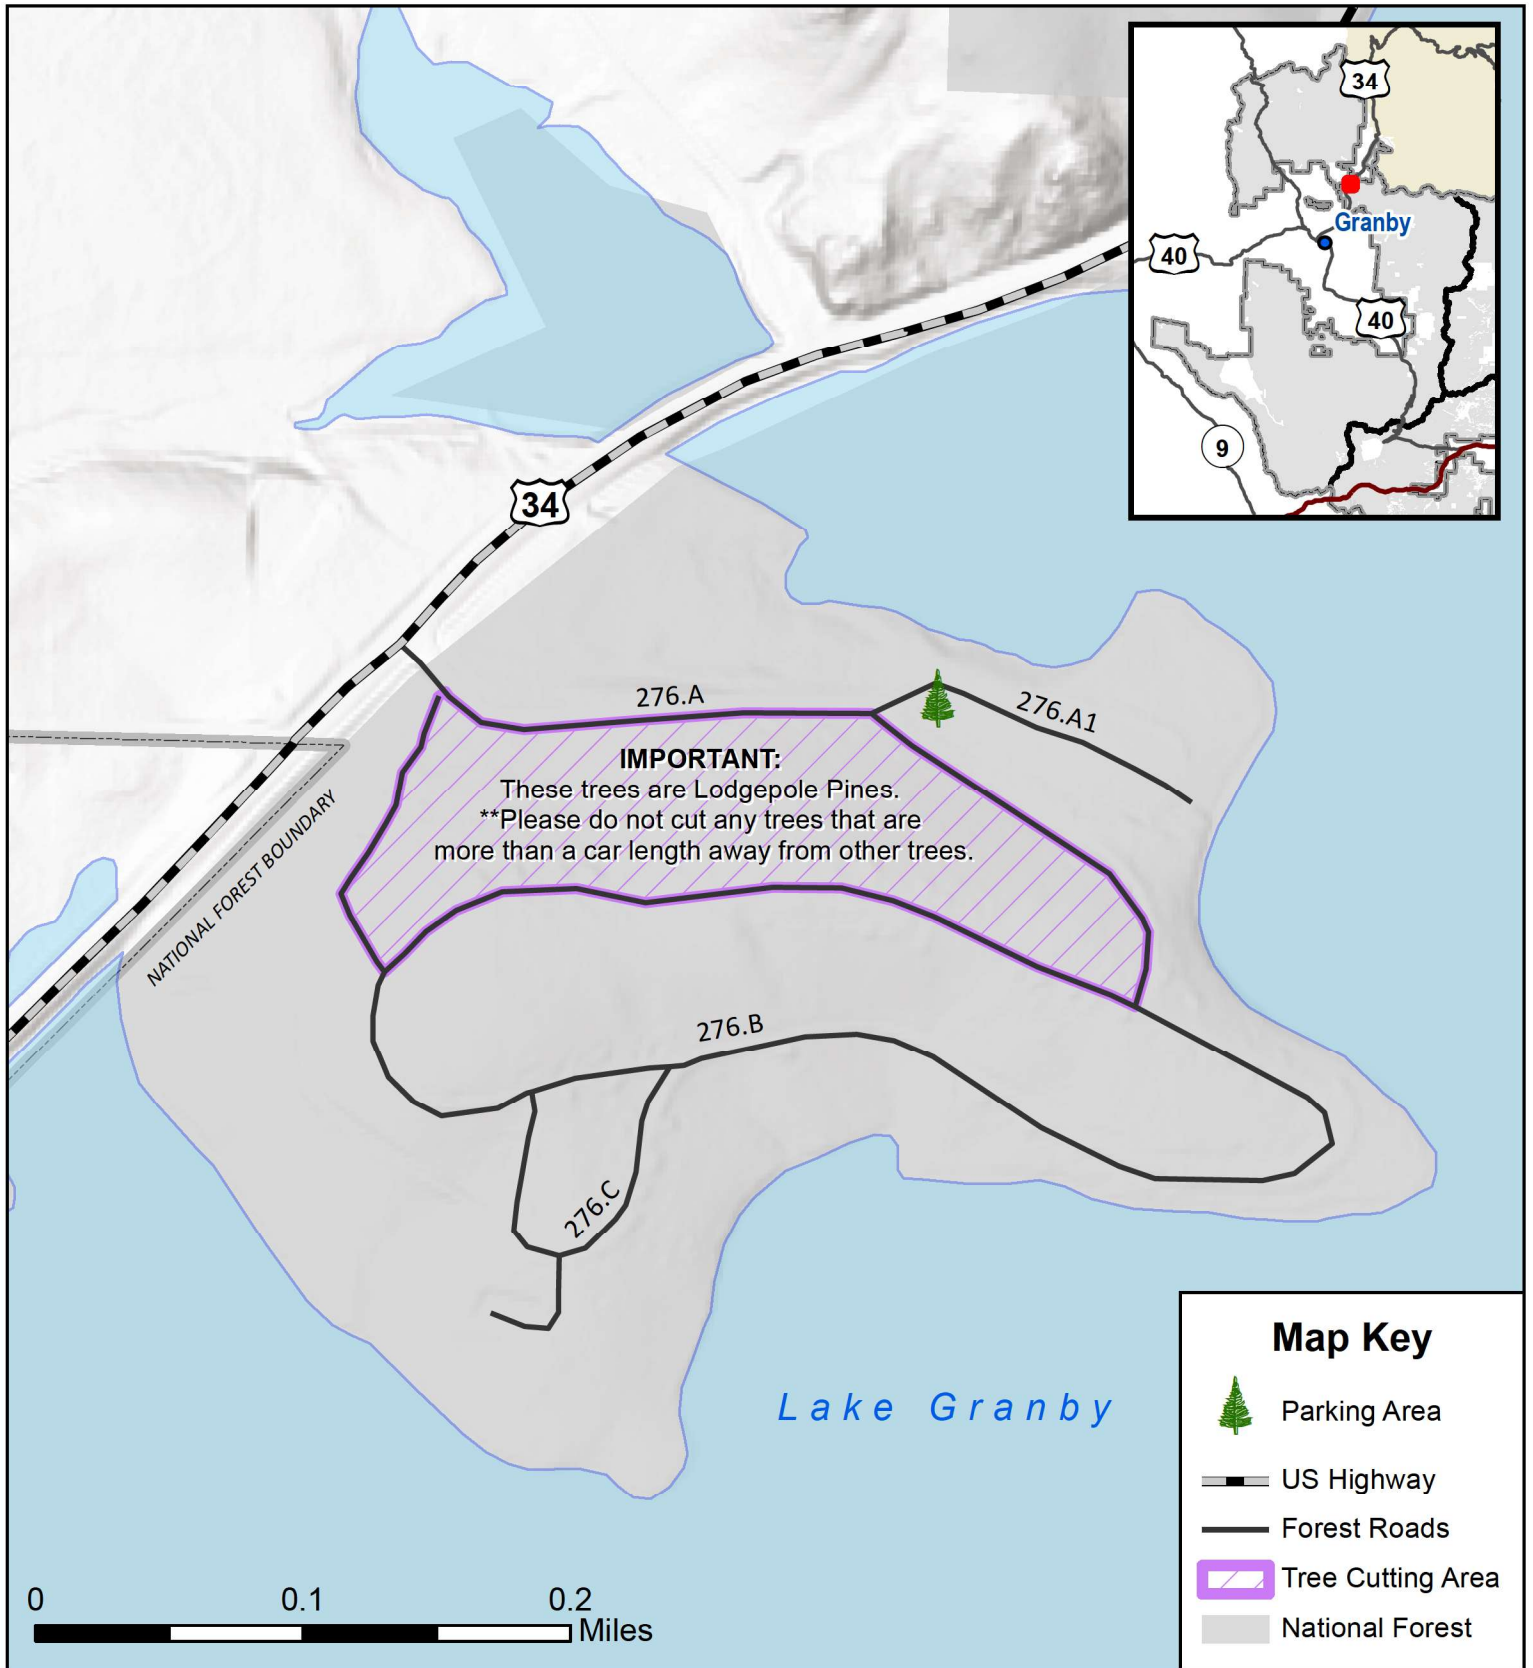 34
Granby
40
40
9
34
276.A
276.A1
IMPORTANT:
These trees are Lodgepole Pines.
**Please do not cut any trees that are
more than a car length away from other trees.
NATIONAL FOREST BOUNDARY
276.B
276.C
Lake Granby
Map Key
Parking Area
US Highway
Forest Roads
Tree Cutting Area
National Forest
0 0.1 0.2
Miles